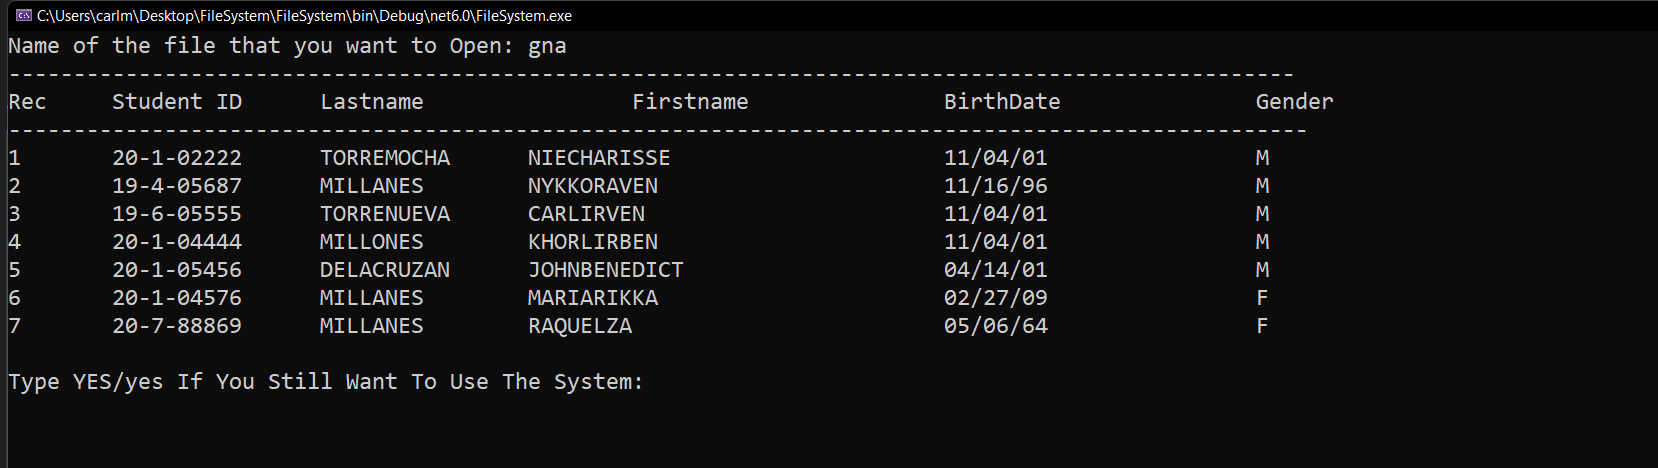 C:\Users\carlm\Desktop\FileSystem\FileSystem\bin\Debug\net6.0\FileSystem.exe
Name of the file that you want to Open: gna
---------------------------------------------------------------------------------------------------
Rec     Student ID      Lastname                Firstname               BirthDate               Gender
----------------------------------------------------------------------------------------------------
1       20-1-02222      TORREMOCHA      NIECHARISSE                     11/04/01                M
2       19-4-05687      MILLANES        NYKKORAVEN                      11/16/96                M
3       19-6-05555      TORRENUEVA      CARLIRVEN                       11/04/01                M
4       20-1-04444      MILLONES        KHORLIRBEN                      11/04/01                M
5       20-1-05456      DELACRUZAN      JOHNBENEDICT                    04/14/01                M
6       20-1-04576      MILLANES        MARIARIKKA                      02/27/09                F
7       20-7-88869      MILLANES        RAQUELZA                        05/06/64                F
Type YES/yes If You Still Want To Use The System: